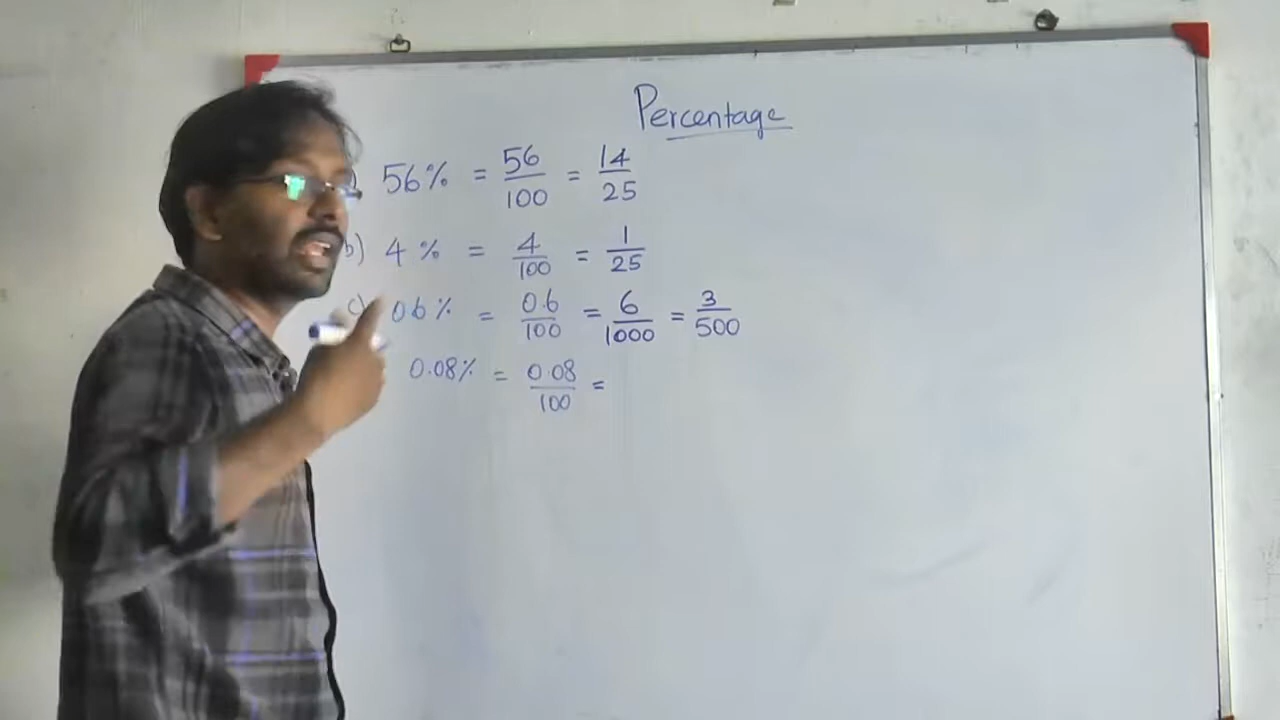 Percentage
) 56% = 56/100 = 14/25
b) 4% = 4/100 = 1/25
c) 0.6% = 0.6/100 = 6/1000 = 3/500
0.08% = 0.08/100 =